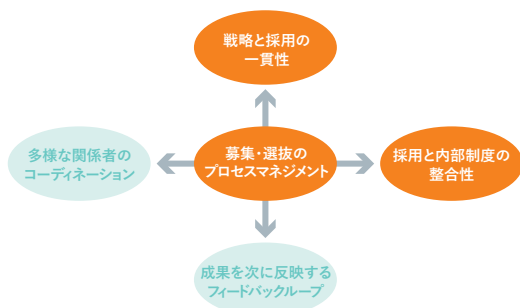 戦略と採用の
一貫性
多様な関係者の
コーディネーション
募集・選抜の
プロセスマネジメント
採用と内部制度の
整合性
成果を次に反映する
フィードバックループ